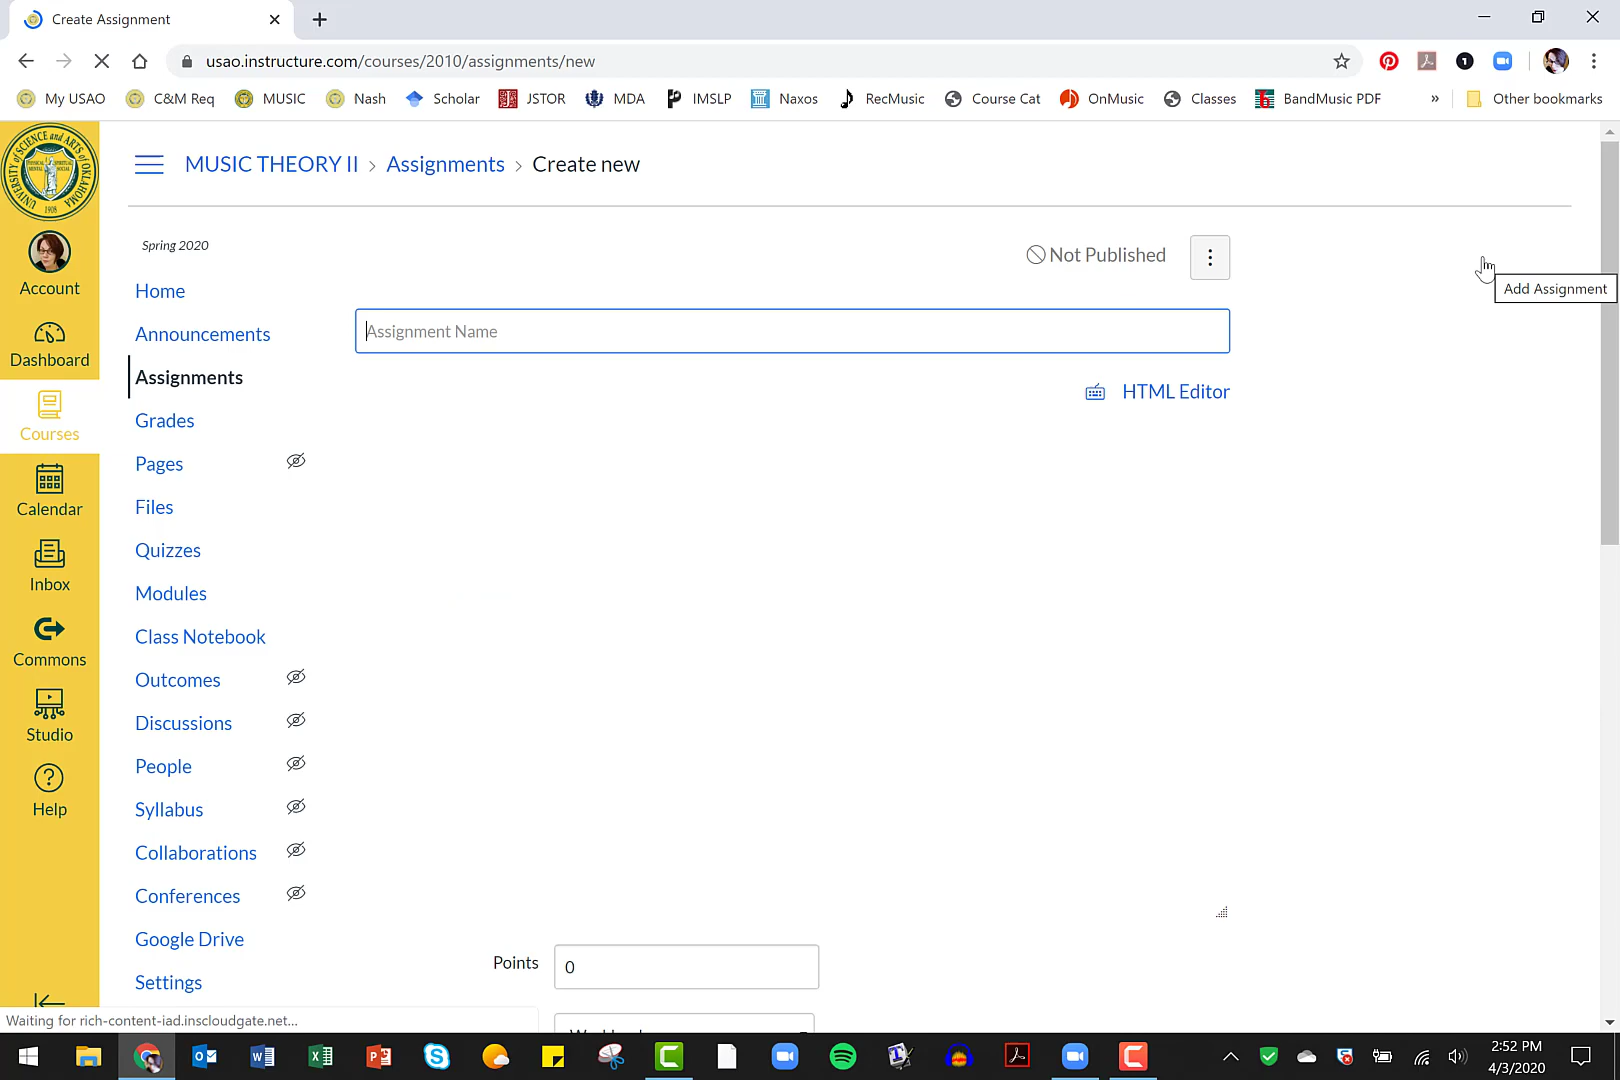 Create Assignment
usao.instructure.com/courses/2010/assignments/new
My USAO C&M Req MUSIC Nash Scholar JSTOR MDA IMSLP Naxos RecMusic Course Cat OnMusic Classes BandMusic PDF » Other bookmarks
MUSIC THEORY II > Assignments > Create new
Spring 2020
Not Published
Add Assignment
Assignment Name
HTML Editor
Account
Dashboard
Courses
Calendar
Inbox
Commons
Studio
Help
Home
Announcements
Assignments
Grades
Pages
Files
Quizzes
Modules
Class Notebook
Outcomes
Discussions
People
Syllabus
Collaborations
Conferences
Google Drive
Settings
Points 0
Waiting for rich-content-iad.inscloudgate.net...
2:52 PM
4/3/2020